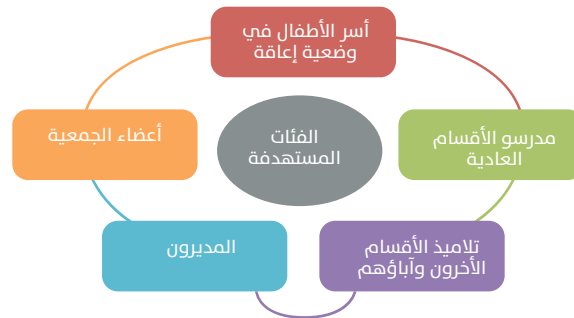 أسر الأطفال في
وضعية إعاقة
أعضاء الجمعية
الفئات
المستهدفة
مدرسو الأقسام
العادية
المديرون
تلاميذ الأقسام
الأخرون وآباؤهم